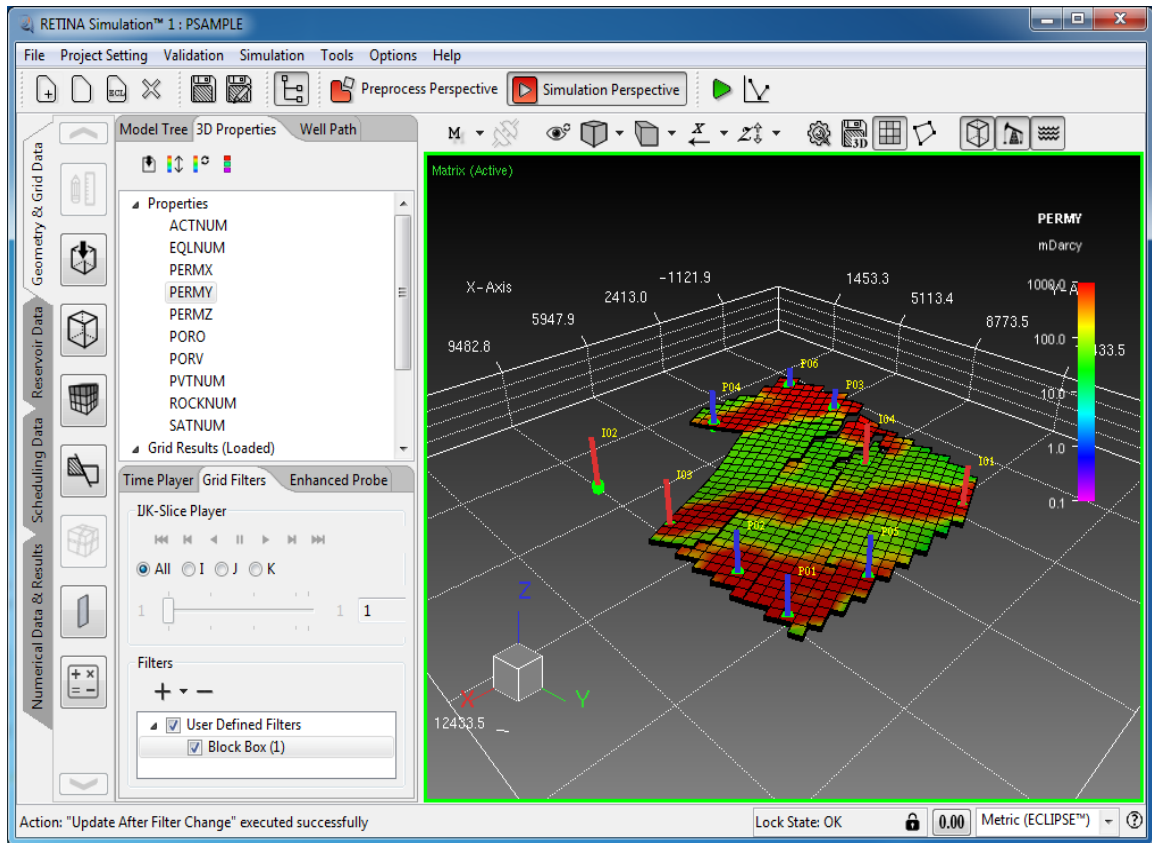 RETINA Simulation™ 1 : PSAMPLE
File Project Setting Validation Simulation Tools Options Help
ECL Preprocess Perspective Simulation Perspective
Geometry & Grid Data
Reservoir Data
Scheduling Data
Numerical Data & Results
Model Tree 3D Properties Well Path
Properties
ACTNUM
EQLNUM
PERMX
PERMY
PERMZ
PORO
PORV
PVTNUM
ROCKNUM
SATNUM
Grid Results (Loaded)
Time Player Grid Filters Enhanced Probe
IJK-Slice Player
All I J K
1 1 1
Filters
User Defined Filters
Block Box (1)
M X Z 3D
Matrix (Active)
PERMY
mDarcy
X-Axis
-1121.9
2413.0
5947.9
9482.8
1453.3
5113.4
8773.5
12433.5
1000.0
100.0
10.0
1.0
0.1
P06
P04
P03
I02
I04
I03
I01
P02
P05
P01
Z
X
Y
Action: "Update After Filter Change" executed successfully
Lock State: OK 0.00 Metric (ECLIPSE™)